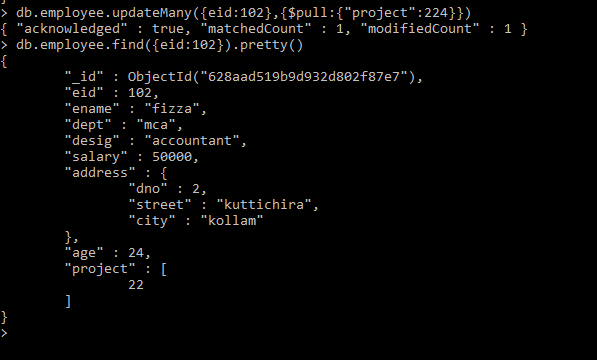 > db.employee.updateMany({eid:102},{$pull:{"project":224}})
{ "acknowledged" : true, "matchedCount" : 1, "modifiedCount" : 1 }
> db.employee.find({eid:102}).pretty()
{
        "_id" : ObjectId("628aad519b9d932d802f87e7"),
        "eid" : 102,
        "ename" : "fizza",
        "dept" : "mca",
        "desig" : "accountant",
        "salary" : 50000,
        "address" : {
                "dno" : 2,
                "street" : "kuttichira",
                "city" : "kollam"
        },
        "age" : 24,
        "project" : [
                22
        ]
}
>